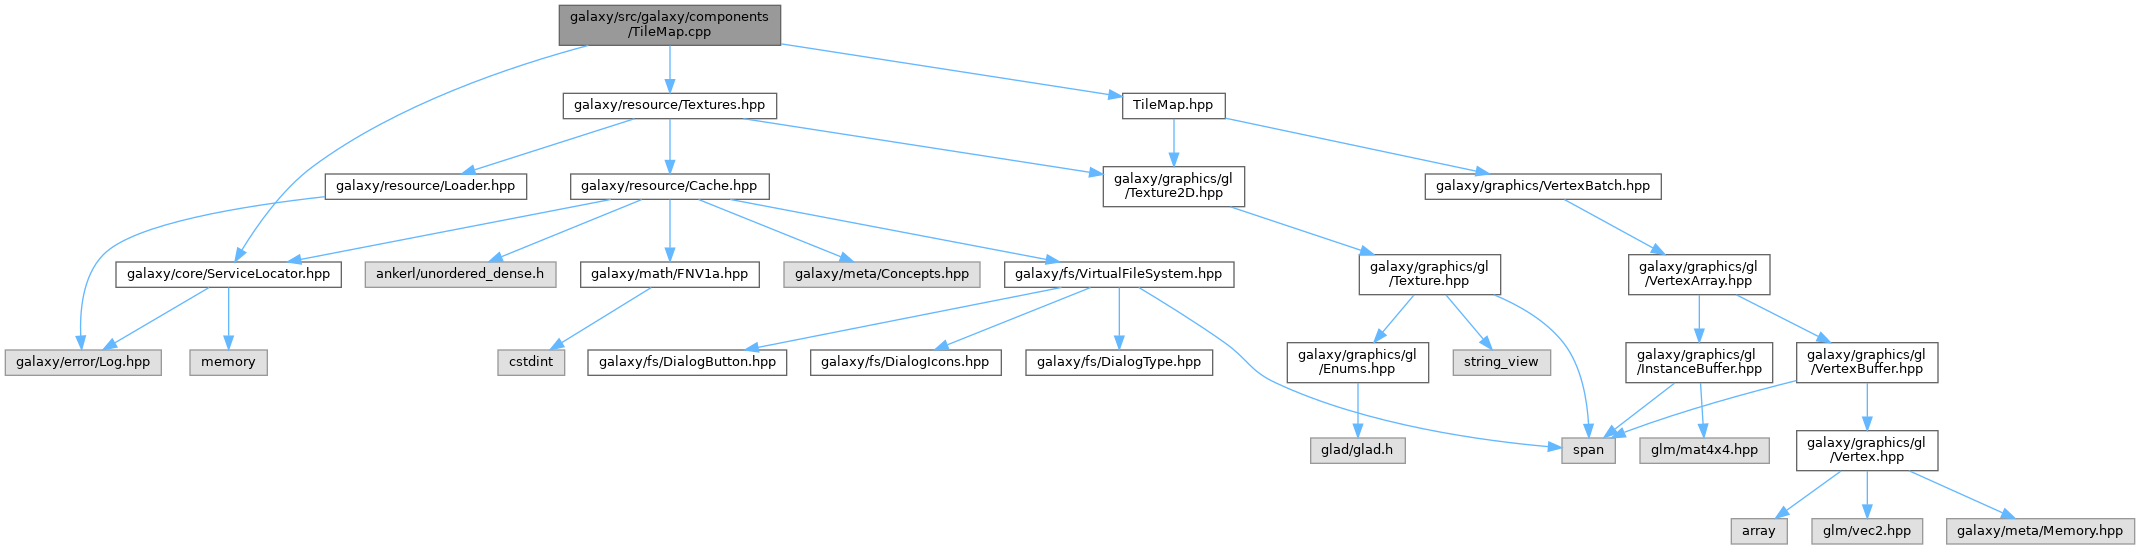 galaxy/src/galaxy/components
/TileMap.cpp
galaxy/resource/Textures.hpp
TileMap.hpp
galaxy/resource/Loader.hpp
galaxy/resource/Cache.hpp
galaxy/graphics/gl
/Texture2D.hpp
galaxy/graphics/VertexBatch.hpp
galaxy/core/ServiceLocator.hpp
ankerl/unordered_dense.h
galaxy/math/FNV1a.hpp
galaxy/meta/Concepts.hpp
galaxy/fs/VirtualFileSystem.hpp
galaxy/graphics/gl
/Texture.hpp
galaxy/graphics/gl
/VertexArray.hpp
galaxy/error/Log.hpp
memory
cstdint
galaxy/fs/DialogButton.hpp
galaxy/fs/DialogIcons.hpp
galaxy/fs/DialogType.hpp
galaxy/graphics/gl
/Enums.hpp
string_view
galaxy/graphics/gl
/InstanceBuffer.hpp
galaxy/graphics/gl
/VertexBuffer.hpp
glad/glad.h
span
glm/mat4x4.hpp
galaxy/graphics/gl
/Vertex.hpp
array
glm/vec2.hpp
galaxy/meta/Memory.hpp